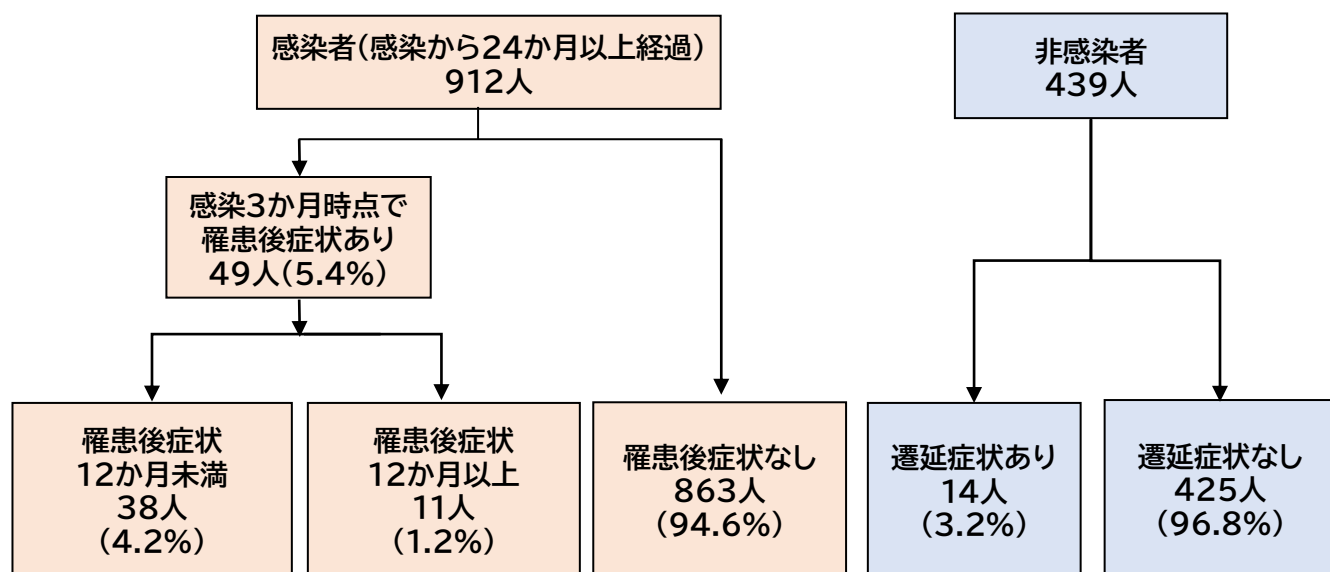 感染者(感染から24か月以上経過)
912人
非感染者
439人
感染3か月時点で
罹患後症状あり
49人(5.4%)
罹患後症状
12か月未満
38人
(4.2%)
罹患後症状
12か月以上
11人
(1.2%)
罹患後症状なし
863人
(94.6%)
遷延症状あり
14人
(3.2%)
遷延症状なし
425人
(96.8%)